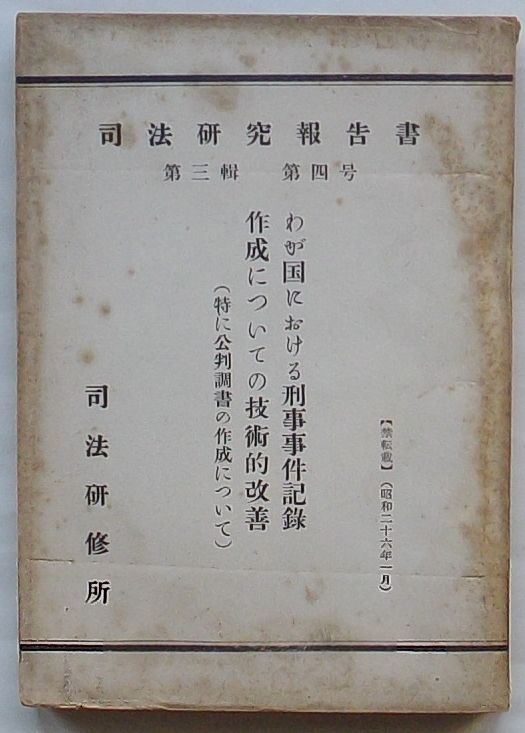 司法研究報告書
第三輯 第四号
【禁転載】（昭和二十六年一月）
わが国における刑事事件記錄
作成についての技術的改善
（特に公判調書の作成について）
司法研修所